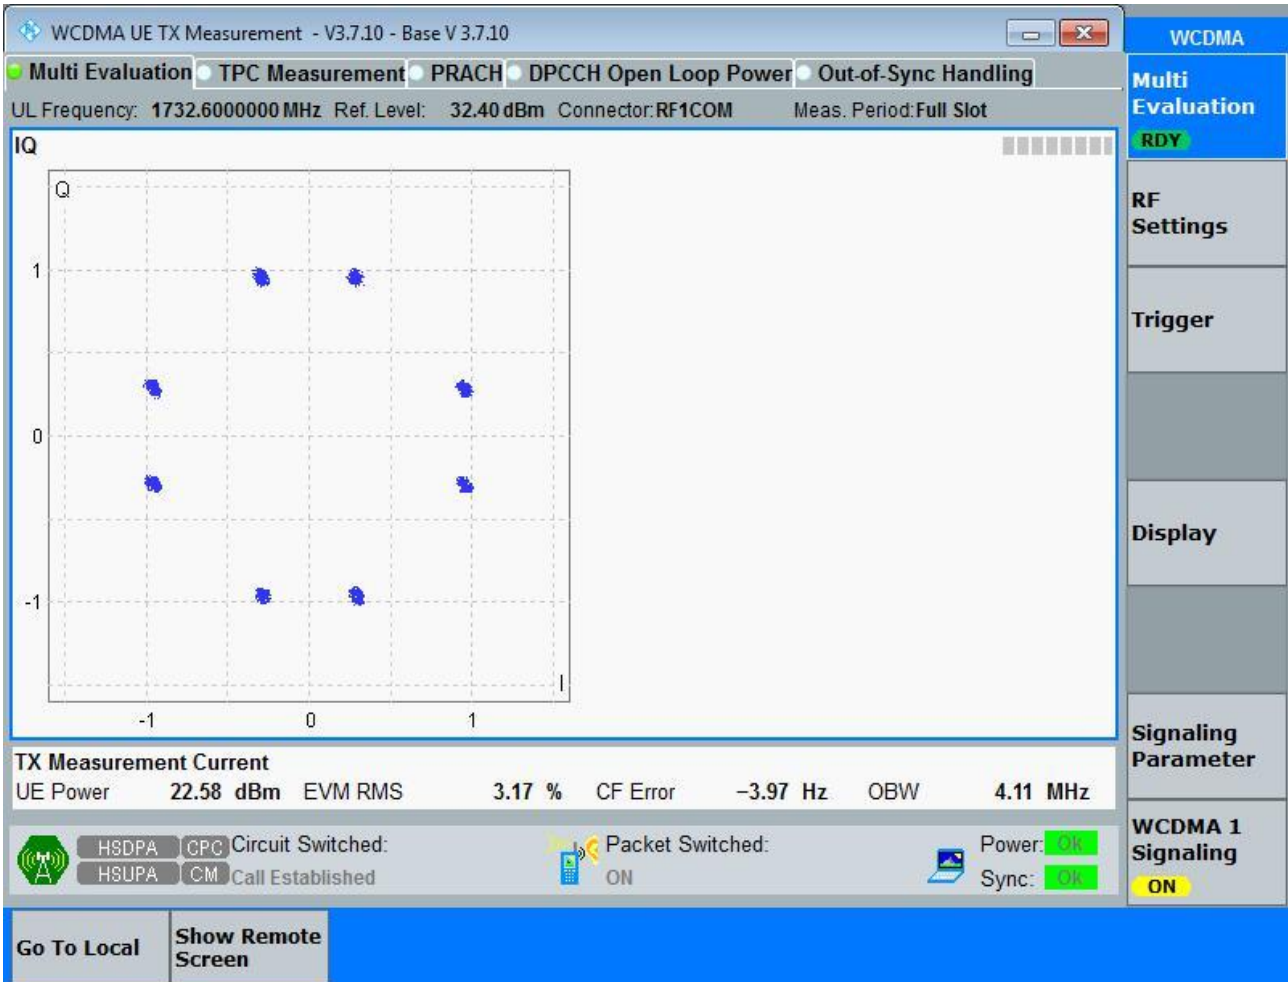 WCDMA UE TX Measurement - V3.7.10 - Base V 3.7.10
WCDMA
Multi Evaluation TPC Measurement PRACH DPCCH Open Loop Power Out-of-Sync Handling
UL Frequency: 1732.6000000 MHz Ref. Level: 32.40 dBm Connector: RF1COM Meas. Period: Full Slot
Multi
Evaluation
RDY
IQ
Q
1
0
-1
I
-1 0 1
RF
Settings
Trigger
Display
Signaling
Parameter
TX Measurement Current
UE Power 22.58 dBm EVM RMS 3.17 % CF Error −3.97 Hz OBW 4.11 MHz
HSDPA CPC Circuit Switched: Packet Switched: Power: Ok
HSUPA CM Call Established ON Sync: Ok
WCDMA 1
Signaling
ON
Go To Local
Show Remote
Screen